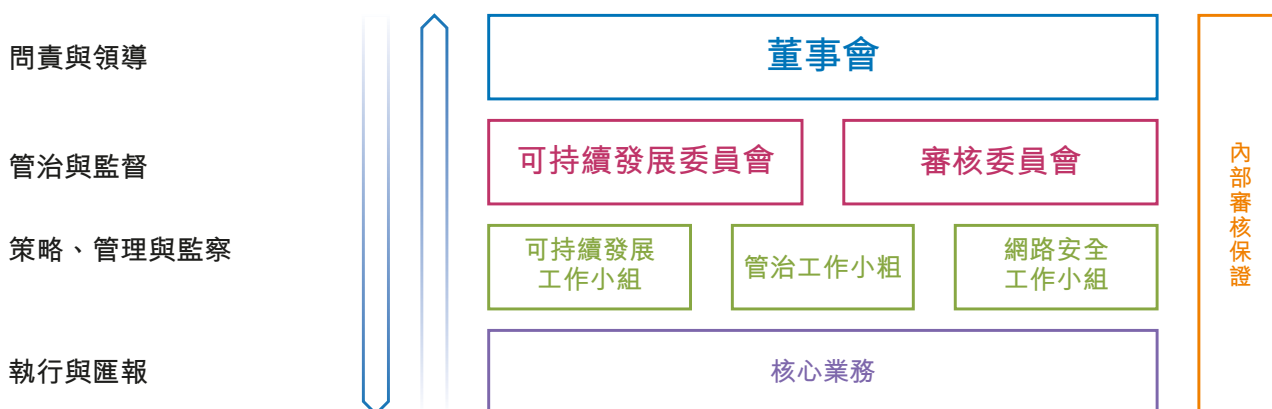 問責與領導
董事會
管治與監督
可持續發展委員會
審核委員會
策略、管理與監察
可持續發展
工作小組
管治工作小粗
網路安全
工作小組
執行與匯報
核心業務
內部審核保證